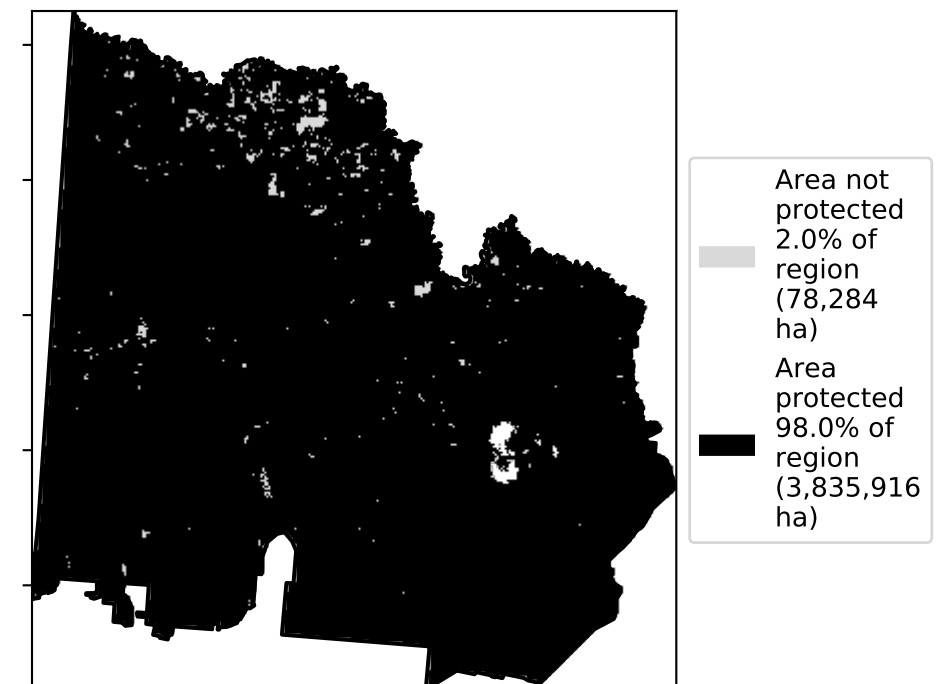 Area not
protected
2.0% of
region
(78,284
ha)
Area
protected
98.0% of
region
(3,835,916
ha)